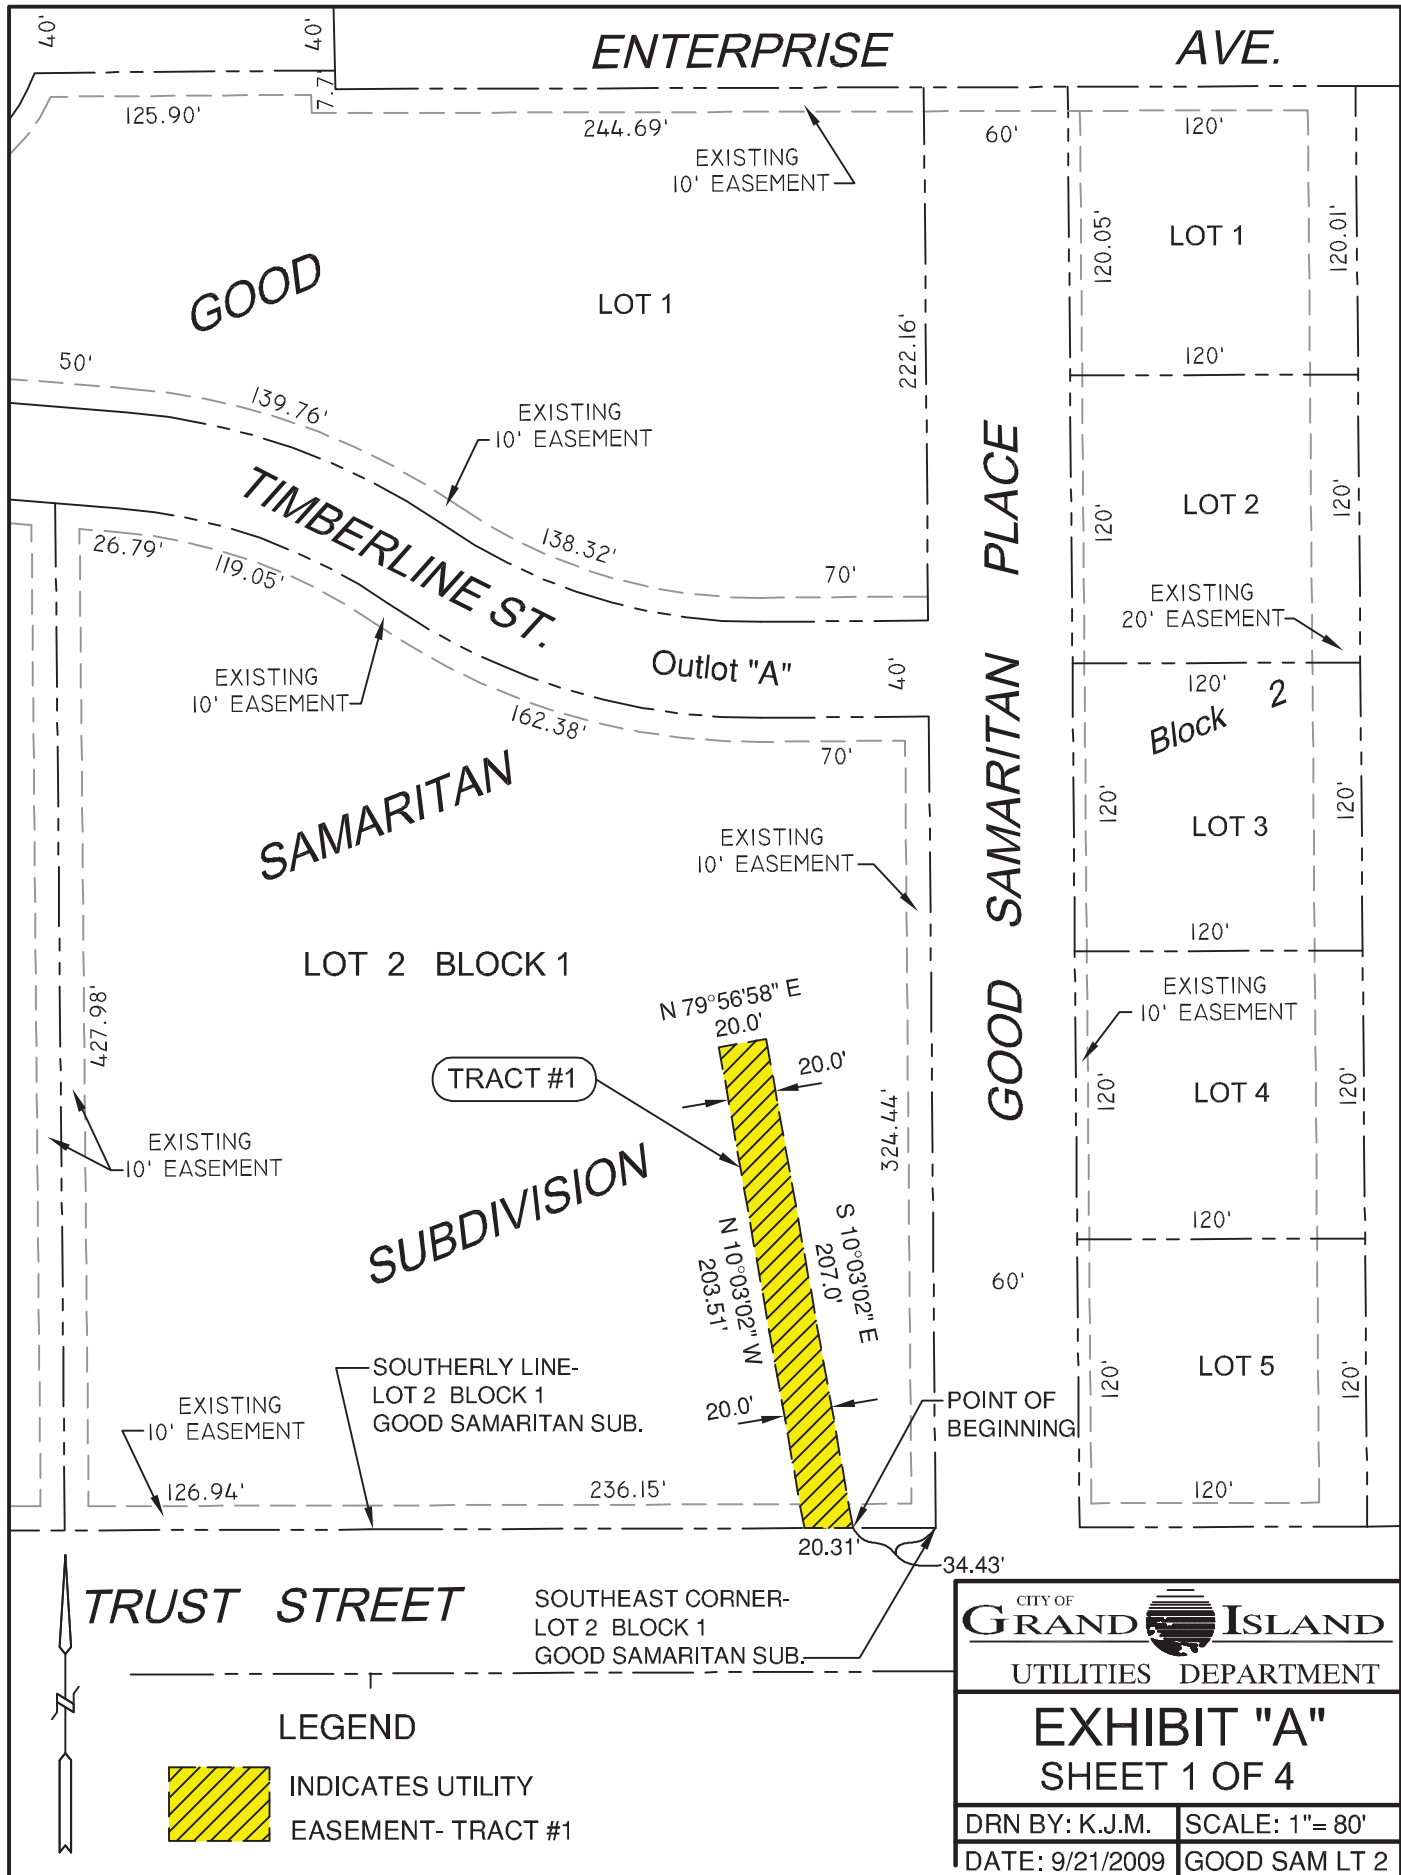 40'
40'
7.7'
ENTERPRISE AVE.
125.90'
244.69'
60'
120'
EXISTING
10' EASEMENT
120.05'
LOT 1
120.01'
GOOD
LOT 1
222.16'
120'
50'
139.76'
EXISTING
10' EASEMENT
TIMBERLINE ST.
138.32'
70'
26.79'
119.05'
120'
LOT 2
120'
EXISTING
20' EASEMENT
EXISTING
10' EASEMENT
162.38'
Outlot "A"
40'
70'
120'
Block 2
GOOD SAMARITAN PLACE
SAMARITAN
EXISTING
10' EASEMENT
120'
LOT 3
120'
120'
LOT 2 BLOCK 1
427.98'
N 79°56'58" E
20.0'
20.0'
TRACT #1
324.44'
EXISTING
10' EASEMENT
120'
LOT 4
120'
EXISTING
10' EASEMENT
SUBDIVISION
N 10°03'02" W
203.51'
S 10°03'02" E
207.0'
120'
60'
SOUTHERLY LINE-
LOT 2 BLOCK 1
GOOD SAMARITAN SUB.
20.0'
POINT OF
BEGINNING
120'
LOT 5
120'
EXISTING
10' EASEMENT
126.94'
236.15'
120'
20.31'
34.43'
TRUST STREET
SOUTHEAST CORNER-
LOT 2 BLOCK 1
GOOD SAMARITAN SUB.
LEGEND
INDICATES UTILITY
EASEMENT- TRACT #1
CITY OF
GRAND ISLAND
UTILITIES DEPARTMENT
EXHIBIT "A"
SHEET 1 OF 4
DRN BY: K.J.M.
SCALE: 1"= 80'
DATE: 9/21/2009
GOOD SAM LT 2